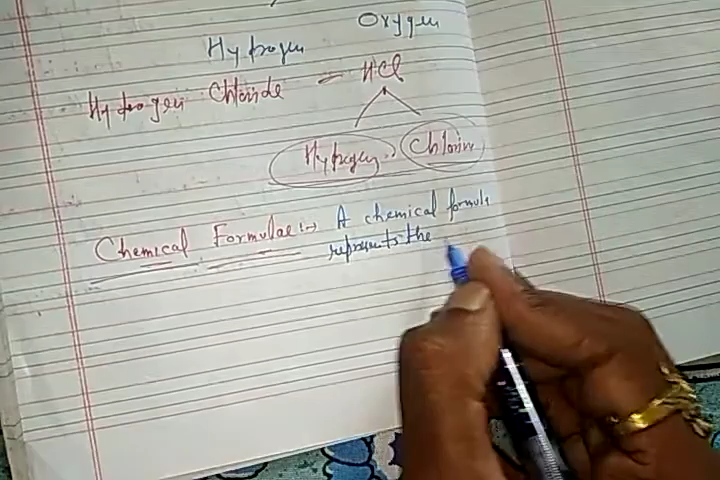 Oxygen
Hydrogen
Hydrogen Chloride = HCl
Hydrogen Chlorine
Chemical Formulae :→ A chemical formula
represents the